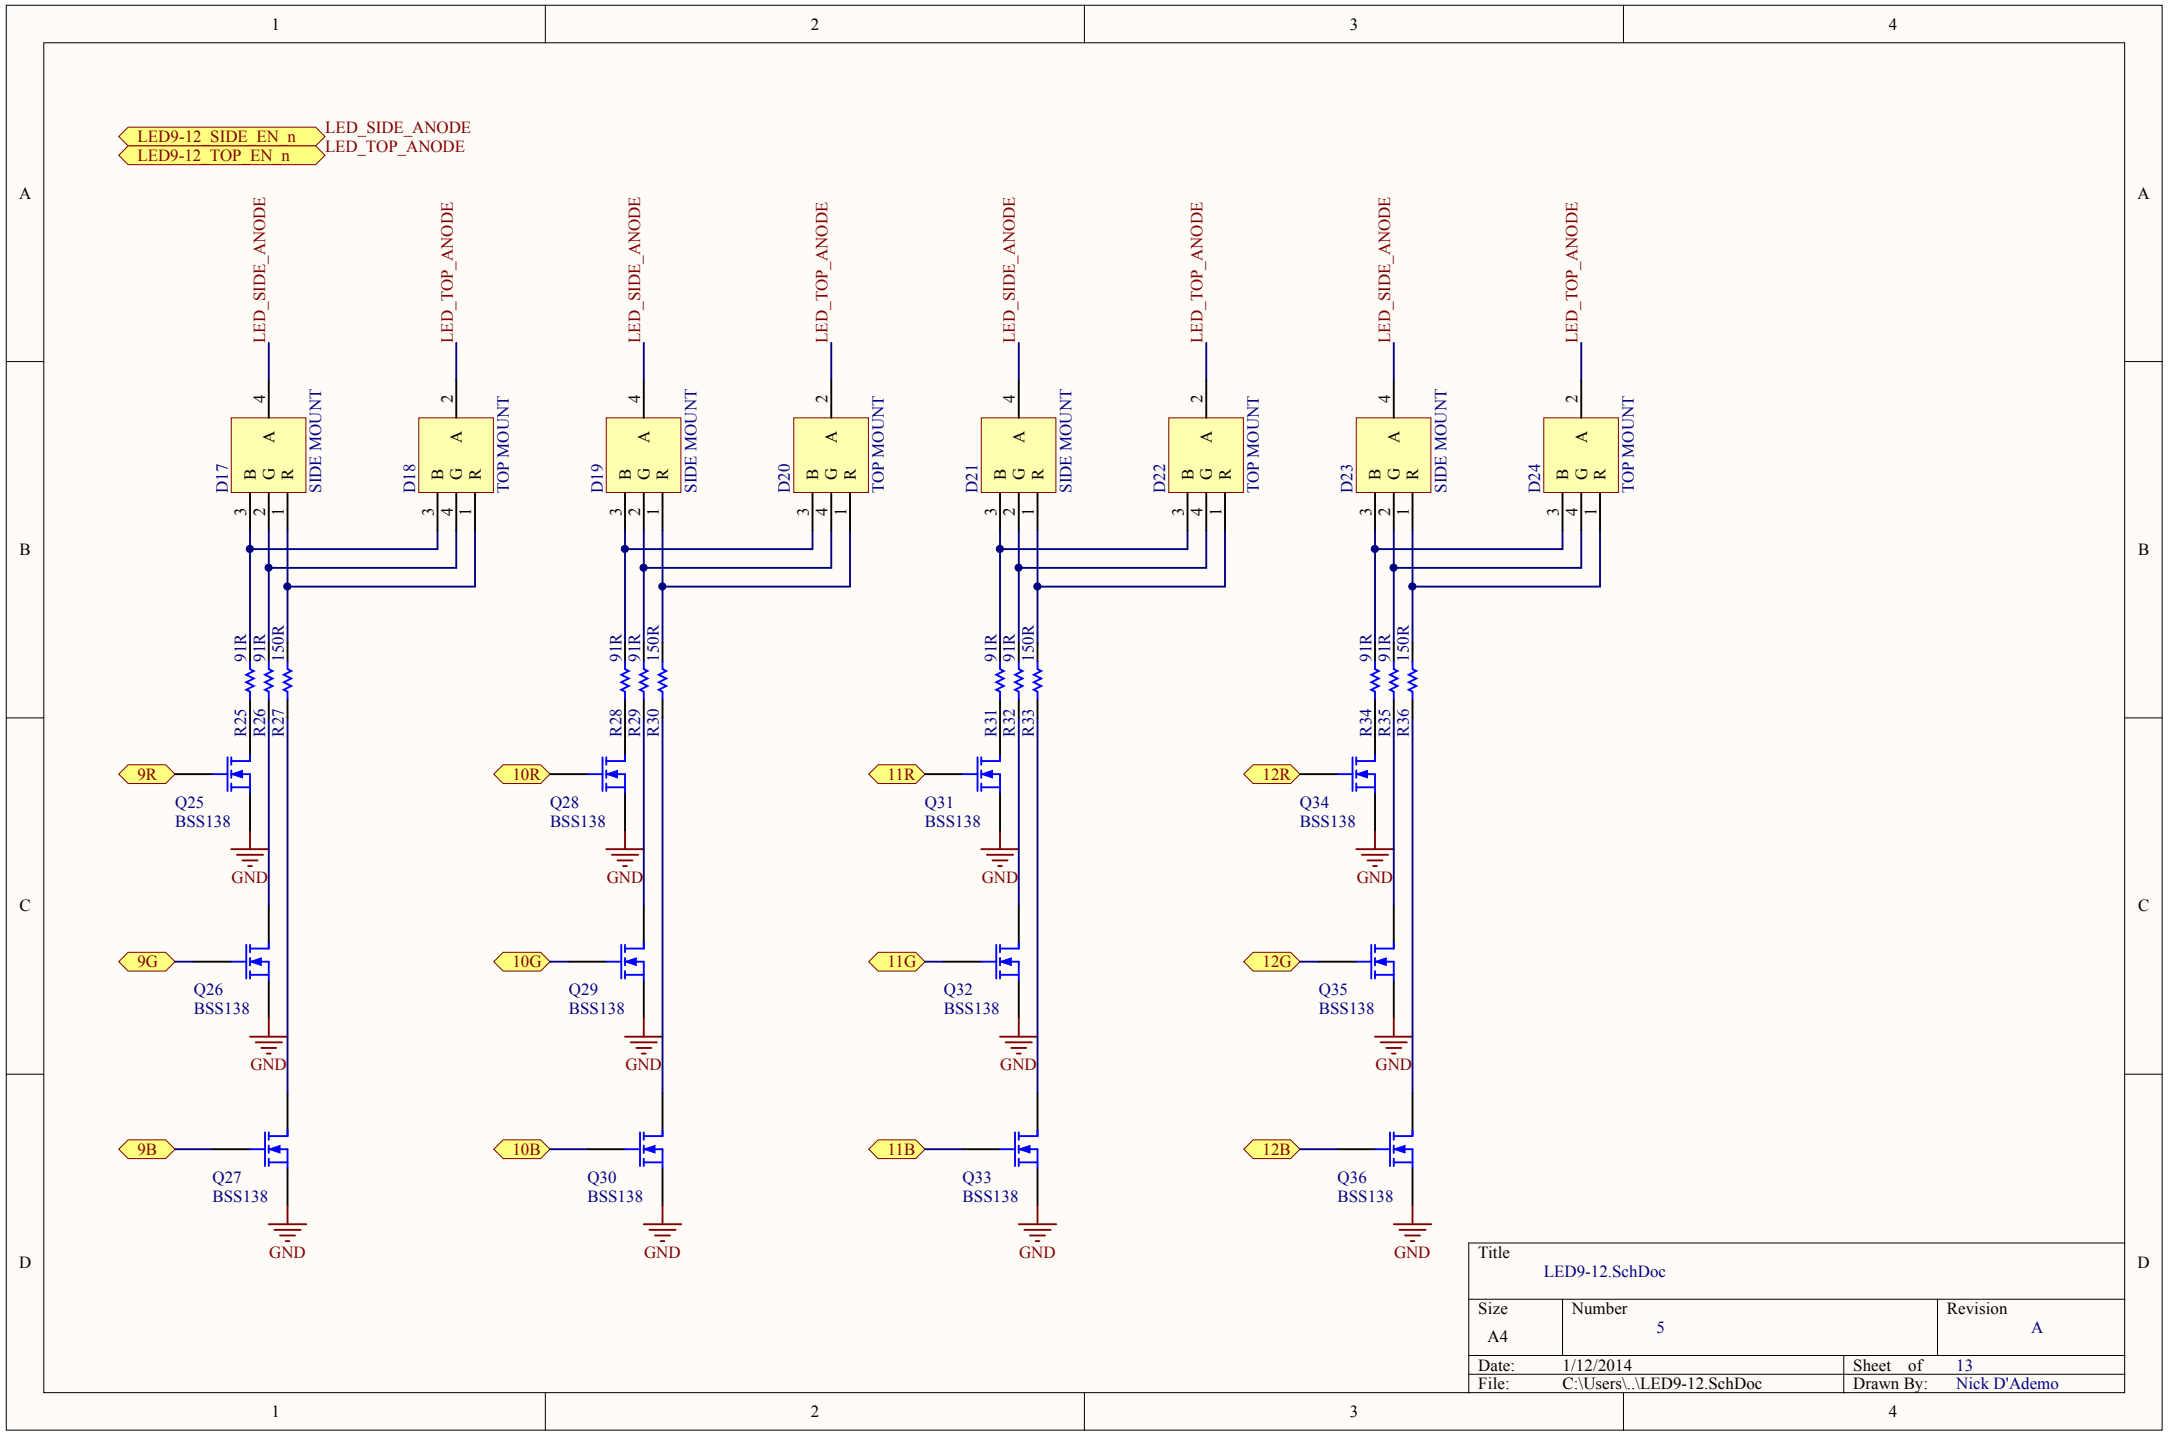 1 2 3 4
LED9-12_SIDE_EN_n LED_SIDE_ANODE
LED9-12_TOP_EN_n LED_TOP_ANODE
A A
LED_SIDE_ANODE LED_TOP_ANODE LED_SIDE_ANODE LED_TOP_ANODE LED_SIDE_ANODE LED_TOP_ANODE LED_SIDE_ANODE LED_TOP_ANODE
4 2 4 2 4 2 4 2
A A A A A A A A
B G R B G R B G R B G R B G R B G R B G R B G R
D17 SIDE MOUNT D18 TOP MOUNT D19 SIDE MOUNT D20 TOP MOUNT D21 SIDE MOUNT D22 TOP MOUNT D23 SIDE MOUNT D24 TOP MOUNT
3 2 1 3 4 1 3 2 1 3 4 1 3 2 1 3 4 1 3 2 1 3 4 1
B B
91R 91R 150R 91R 91R 150R 91R 91R 150R 91R 91R 150R
R25 R26 R27 R28 R29 R30 R31 R32 R33 R34 R35 R36
9R 10R 11R 12R
Q25 Q28 Q31 Q34
BSS138 BSS138 BSS138 BSS138
GND GND GND GND
C C
9G 10G 11G 12G
Q26 Q29 Q32 Q35
BSS138 BSS138 BSS138 BSS138
GND GND GND GND
9B 10B 11B 12B
Q27 Q30 Q33 Q36
BSS138 BSS138 BSS138 BSS138
GND GND GND GND
D D
Title
LED9-12.SchDoc
Size Number Revision
A4 5 A
Date: 1/12/2014 Sheet of 13
File: C:\Users\..\LED9-12.SchDoc Drawn By: Nick D'Ademo
1 2 3 4